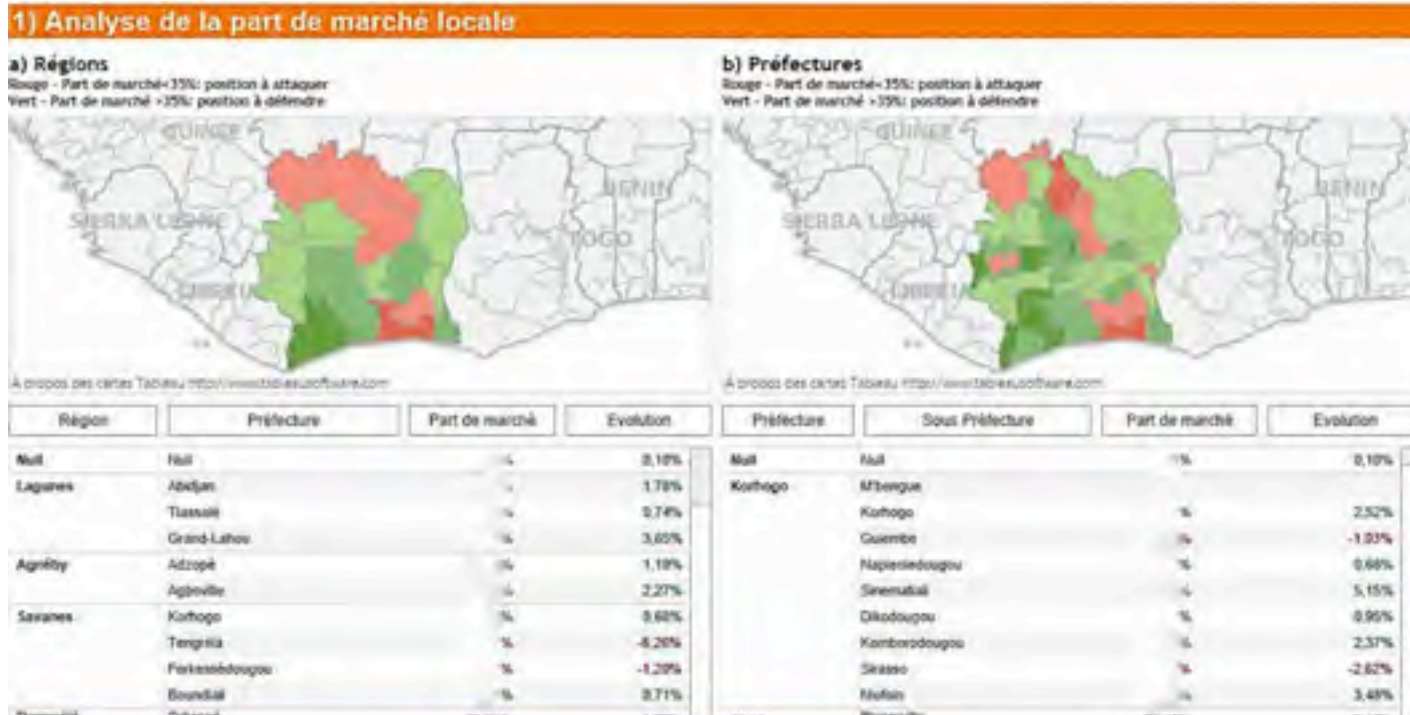 1) Analyse de la part de marché locale
a) Régions
Rouge - Part de marché<35%: position à attaquer
Vert - Part de marché >35%: position à défendre
GUINEE
BENIN
SIERRA LEONE
TOGO
LIBERIA
A propos des cartes Tableau http://www.tableausoftware.com
Région Préfecture Part de marché Evolution
Null Null % 0,10%
Lagunes Abidjan % 1,78%
Tiassalé % 0,74%
Grand-Lahou % 3,65%
Agnéby Adzopé % 1,19%
Agboville % 2,27%
Savanes Korhogo % 0,60%
Tengréla %
Ferkessédougou % -1,20%
Boundiali % 0,71%
b) Préfectures
Rouge - Part de marché<35%: position à attaquer
Vert - Part de marché >35%: position à défendre
GUINEE
BENIN
SIERRA LEONE
TOGO
LIBERIA
A propos des cartes Tableau http://www.tableausoftware.com
Préfecture Sous Préfecture Part de marché Evolution
Null Null % 0,10%
Korhogo M'bengue
Korhogo % 2,52%
Guiembe % -1,03%
Napieniedougou % 0,66%
Sinematiali % 5,15%
Dikodougou % 0,95%
Komborodougou % 2,37%
Sirasso % -2,62%
Niofoin % 3,48%